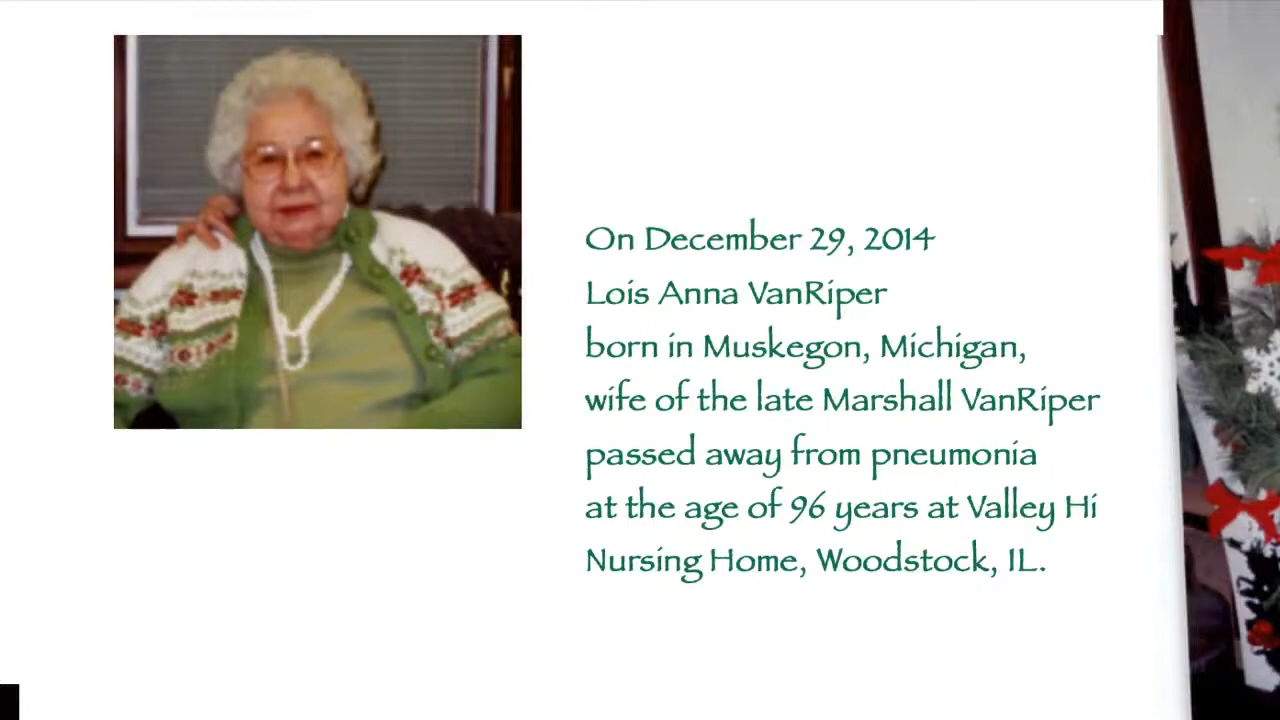 On December 29, 2014
Lois Anna VanRiper
born in Muskegon, Michigan,
wife of the late Marshall VanRiper
passed away from pneumonia
at the age of 96 years at Valley Hi
Nursing Home, Woodstock, IL.